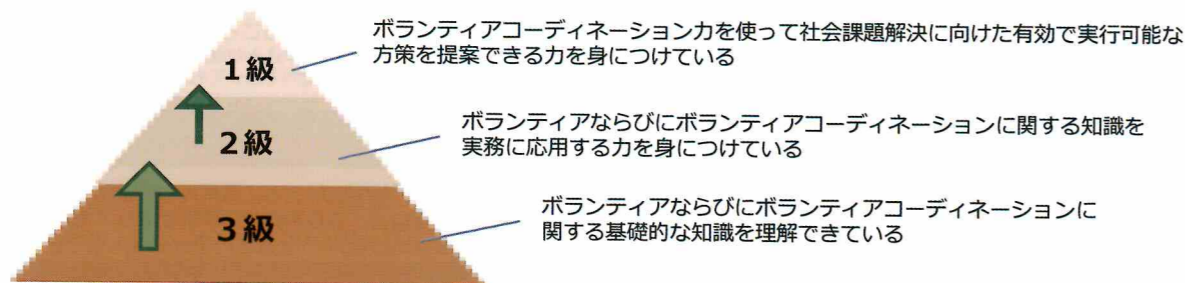 ボランティアコーディネーション力を使って社会課題解決に向けた有効で実行可能な
方策を提案できる力を身につけている
1級
ボランティアならびにボランティアコーディネーションに関する知識を
実務に応用する力を身につけている
2級
ボランティアならびにボランティアコーディネーションに
関する基礎的な知識を理解できている
3級